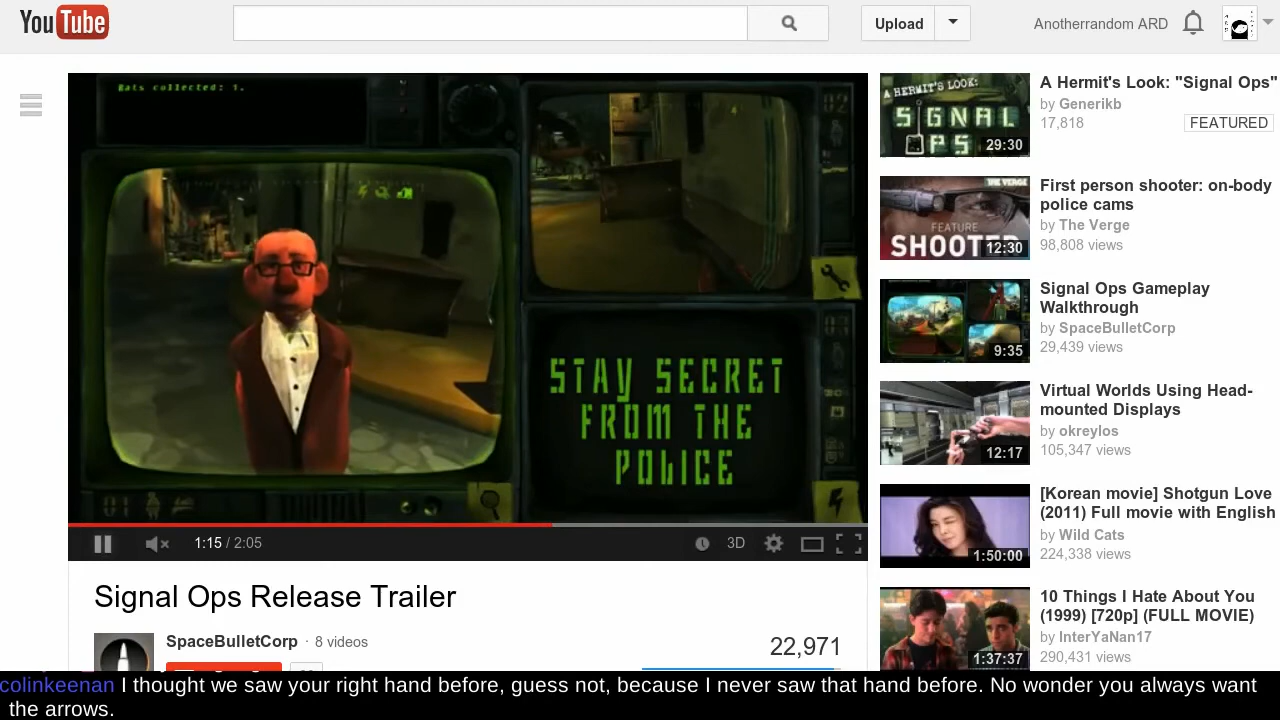 YouTube
Upload
Anotherrandom ARD
Rats collected: 1.
STAY SECRET
FROM THE
POLICE
01
1:15 / 2:05
3D
Signal Ops Release Trailer
SpaceBulletCorp · 8 videos
22,971
A HERMIT'S LOOK:
SIGNAL
OPS
29:30
A Hermit's Look: "Signal Ops"
by Generikb
17,818
FEATURED
THE VERGE
FEATURE
SHOOTER
12:30
First person shooter: on-body
police cams
by The Verge
98,808 views
9:35
Signal Ops Gameplay
Walkthrough
by SpaceBulletCorp
29,439 views
12:17
Virtual Worlds Using Head-
mounted Displays
by okreylos
105,347 views
1:50:00
[Korean movie] Shotgun Love
(2011) Full movie with English
by Wild Cats
224,338 views
1:37:37
10 Things I Hate About You
(1999) [720p] (FULL MOVIE)
by InterYaNan17
290,431 views
colinkeenan I thought we saw your right hand before, guess not, because I never saw that hand before. No wonder you always want
the arrows.